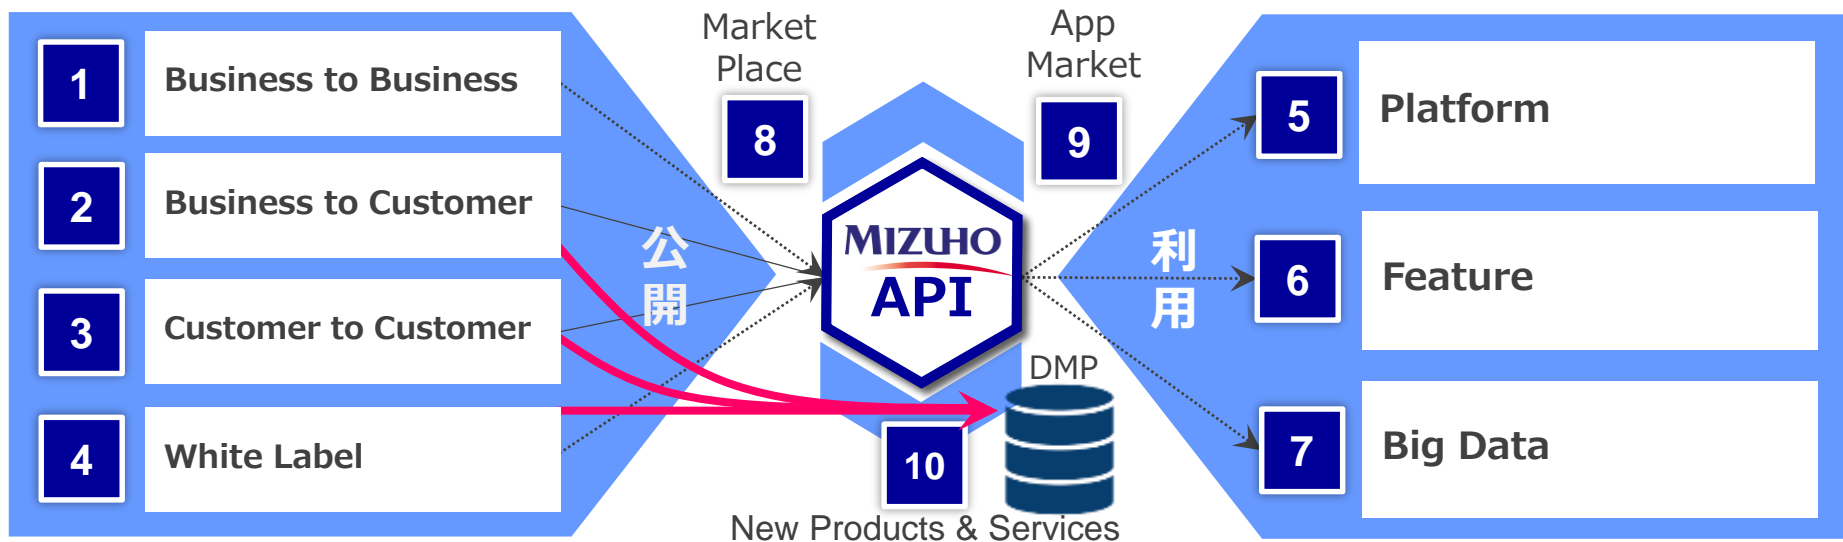 1
Business to Business
2
Business to Customer
3
Customer to Customer
4
White Label
公
開
Market
Place
8
App
Market
9
MIZUHO
API
DMP
10
New Products & Services
利
用
5
Platform
6
Feature
7
Big Data